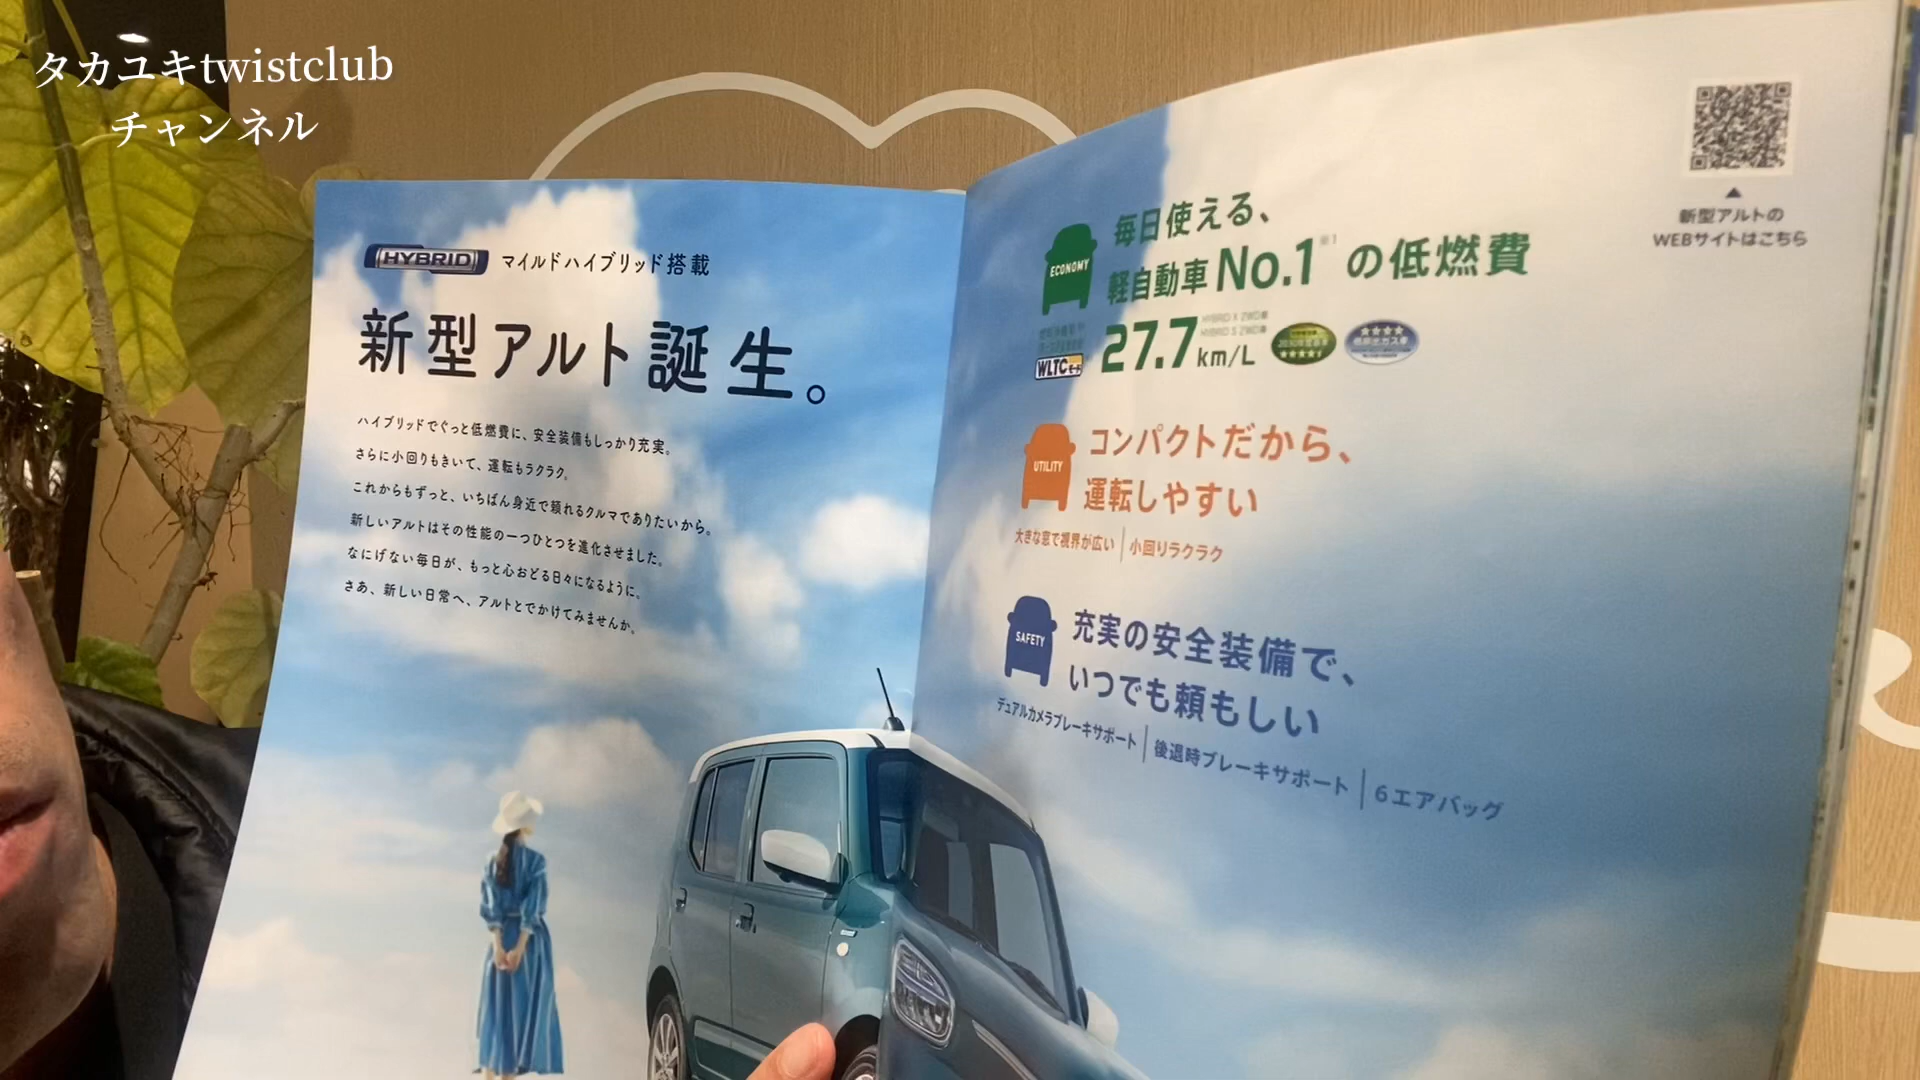 タカユキtwistclub
チャンネル
HYBRID マイルドハイブリッド搭載
新型アルト誕生。
ハイブリッドでぐっと低燃費に、安全装備もしっかり充実。
さらに小回りもきいて、運転もラクラク。
これからもずっと、いちばん身近で頼れるクルマでありたいから。
新しいアルトはその性能の一つひとつを進化させました。
なにげない毎日が、もっと心おどる日々になるように。
さあ、新しい日常へ、アルトとでかけてみませんか。
ECONOMY
毎日使える、
軽自動車No.1※1の低燃費
WLTCモード
27.7km/L
HYBRID X 2WD車
HYBRID S 2WD車
UTILITY
コンパクトだから、
運転しやすい
大きな窓で視界が広い|小回りラクラク
SAFETY
充実の安全装備で、
いつでも頼もしい
デュアルカメラブレーキサポート|後退時ブレーキサポート|6エアバッグ
▲
新型アルトの
WEBサイトはこちら